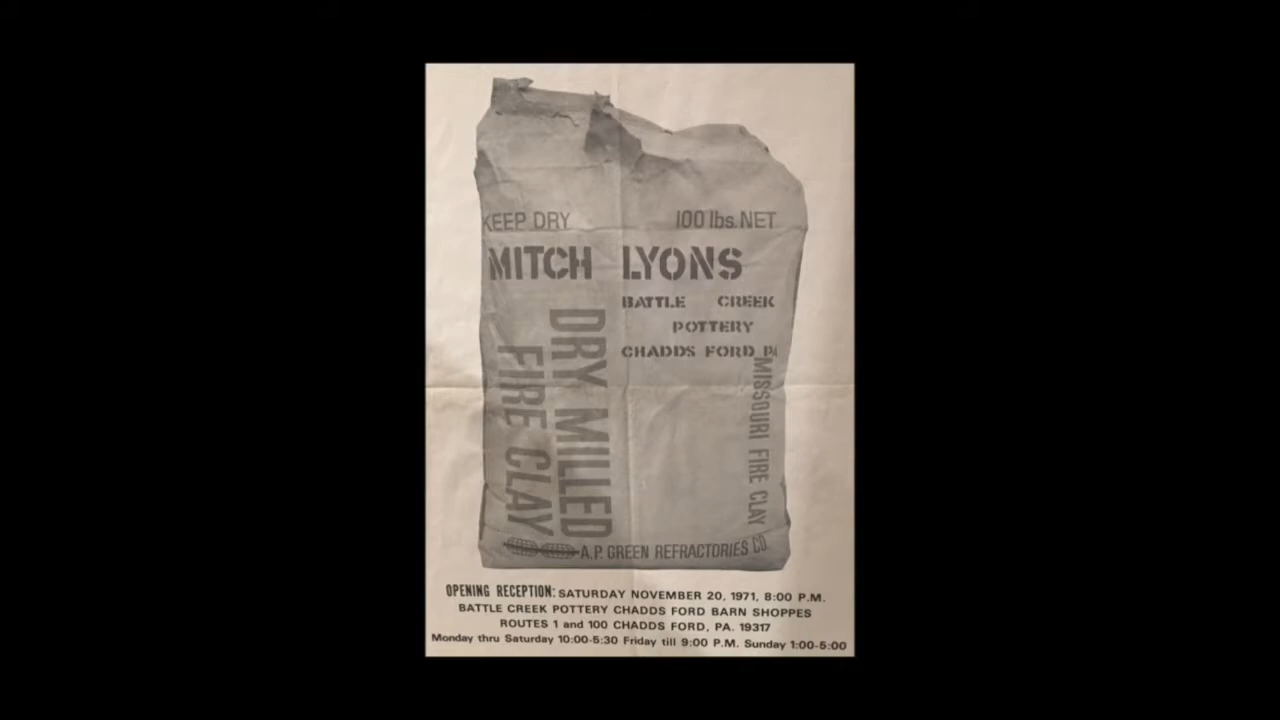 KEEP DRY 100 lbs. NET
MITCH LYONS
BATTLE CREEK
POTTERY
CHADDS FORD PA
DRY MILLED
FIRE CLAY
MISSOURI FIRE CLAY
A.P. GREEN REFRACTORIES CO
OPENING RECEPTION: SATURDAY NOVEMBER 20, 1971, 8:00 P.M.
BATTLE CREEK POTTERY CHADDS FORD BARN SHOPPES
ROUTES 1 and 100 CHADDS FORD, PA. 19317
Monday thru Saturday 10:00-5:30 Friday till 9:00 P.M. Sunday 1:00-5:00